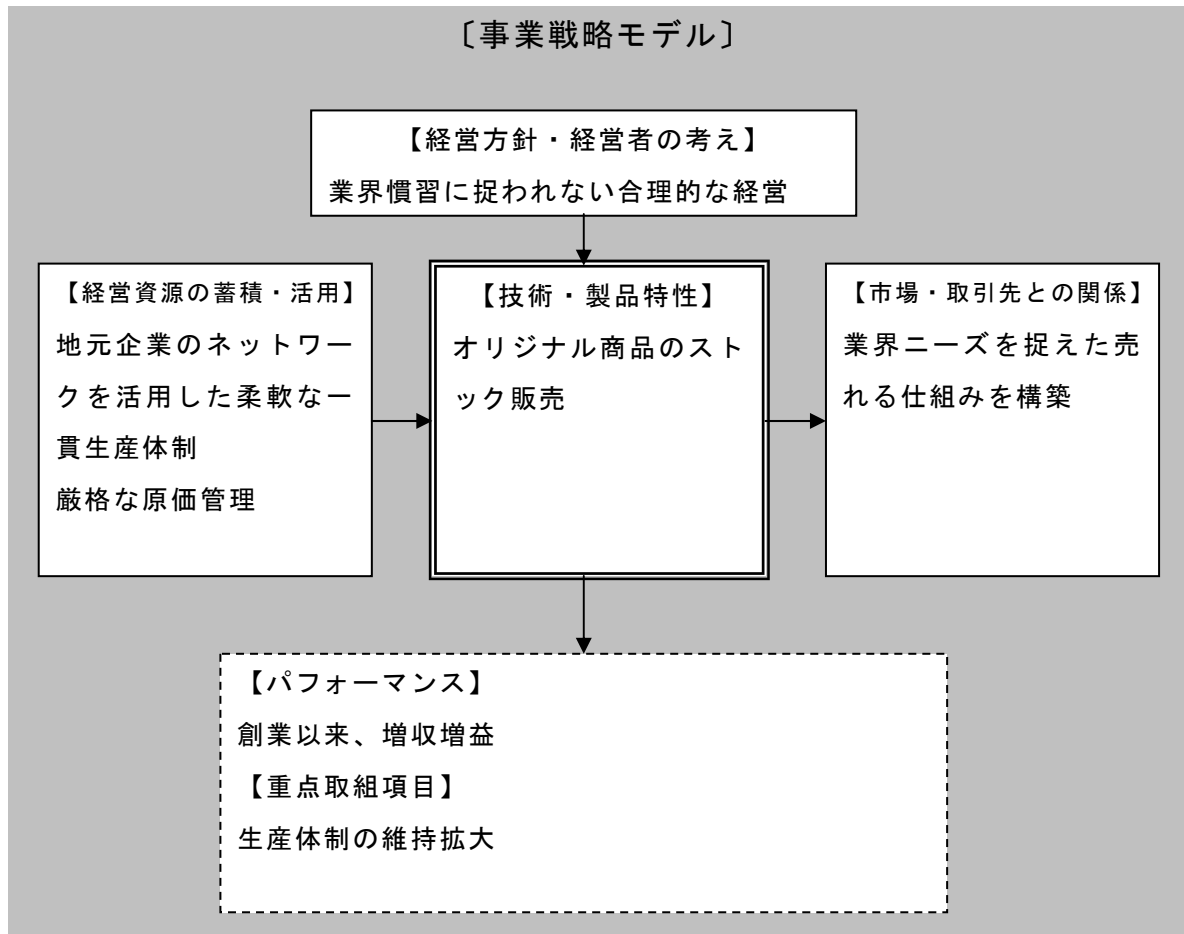 〔事業戦略モデル〕
【経営方針・経営者の考え】
業界慣習に捉われない合理的な経営
【経営資源の蓄積・活用】
地元企業のネットワー
クを活用した柔軟な一
貫生産体制
厳格な原価管理
【技術・製品特性】
オリジナル商品のスト
ック販売
【市場・取引先との関係】
業界ニーズを捉えた売
れる仕組みを構築
【パフォーマンス】
創業以来、増収増益
【重点取組項目】
生産体制の維持拡大